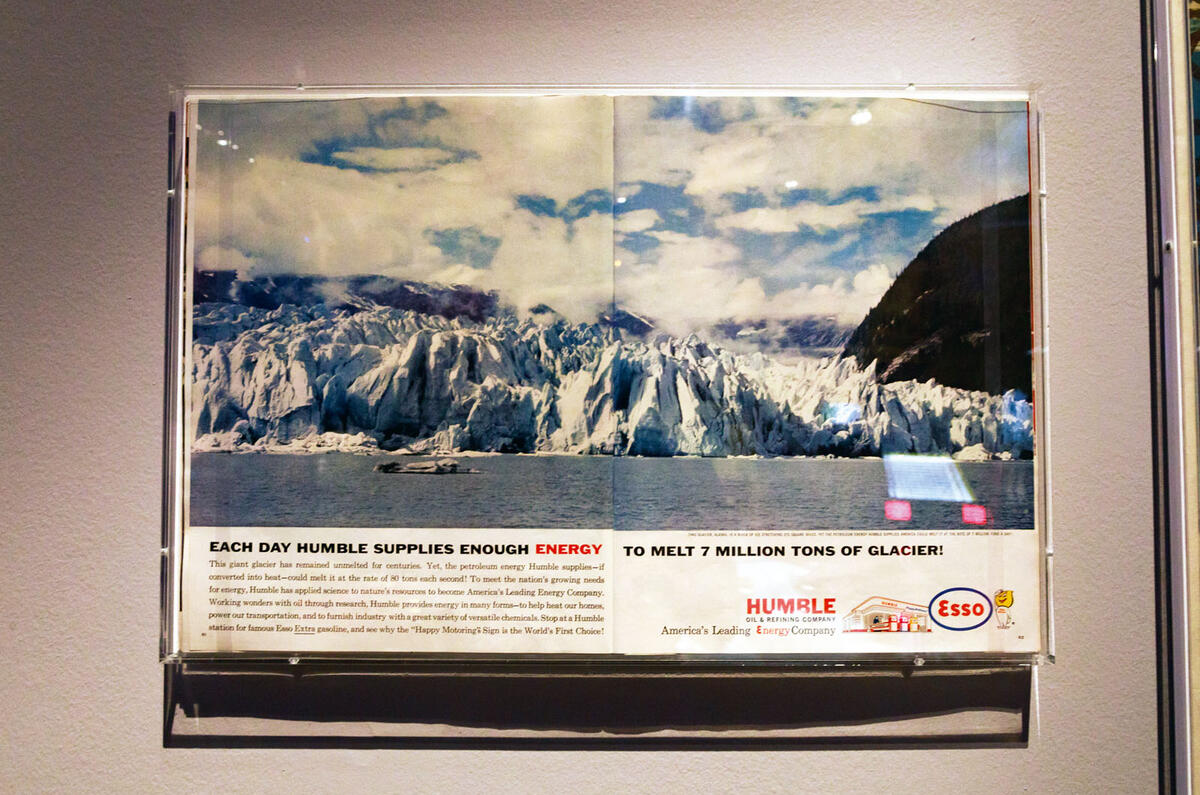 EACH DAY HUMBLE SUPPLIES ENOUGH ENERGY TO MELT 7 MILLION TONS OF GLACIER!
This giant glacier has remained unmelted for centuries. Yet, the petroleum energy Humble supplies—if
converted into heat—could melt it at the rate of 80 tons each second! To meet the nation's growing needs
for energy, Humble has applied science to nature's resources to become America's Leading Energy Company.
Working wonders with oil through research, Humble provides energy in many forms—to help heat our homes,
power our transportation, and to furnish industry with a great variety of versatile chemicals. Stop at a Humble
station for famous Esso Extra gasoline, and see why the "Happy Motoring" Sign is the World's First Choice!
HUMBLE
OIL & REFINING COMPANY
America's Leading Energy Company
HUMBLE
Esso